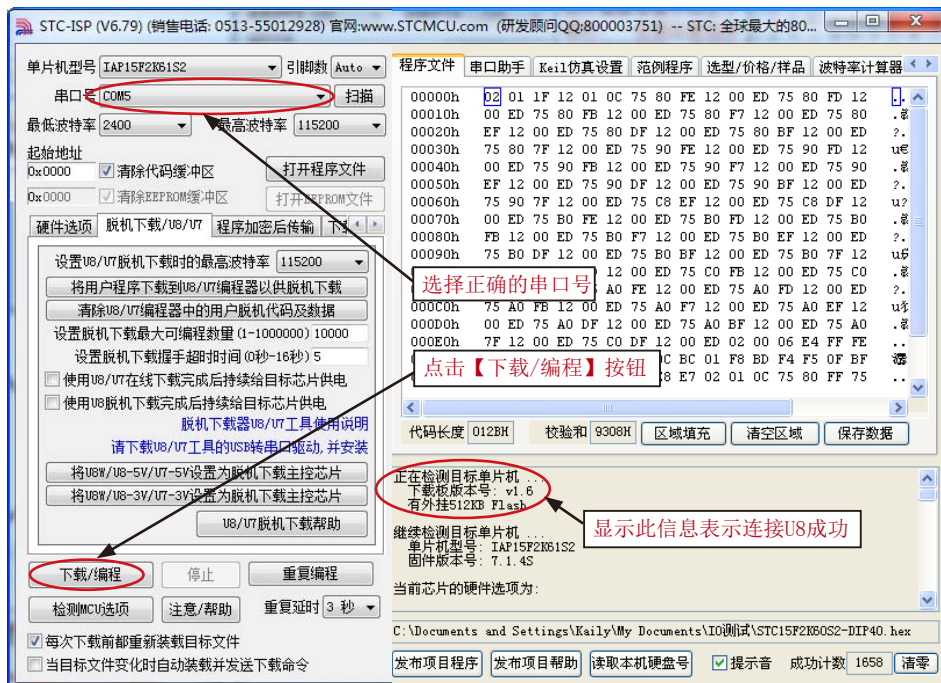 STC-ISP (V6.79) (销售电话: 0513-55012928) 官网:www.STCMCU.com (研发顾问QQ:800003751) -- STC: 全球最大的80...
单片机型号 IAP15F2K61S2 引脚数 Auto
串口号 COM5 扫描
最低波特率 2400 最高波特率 115200
起始地址
0x0000 清除代码缓冲区 打开程序文件
0x0000 清除EEPROM缓冲区 打开EEPROM文件
硬件选项 脱机下载/U8/U7 程序加密后传输
设置U8/U7脱机下载时的最高波特率 115200
将用户程序下载到U8/U7编程器以供脱机下载
清除U8/U7编程器中的用户脱机代码及数据
设置脱机下载最大可编程数量(1-1000000) 10000
设置脱机下载握手超时时间(0秒-16秒) 5
使用U8/U7在线下载完成后持续给目标芯片供电
使用U8脱机下载完成后持续给目标芯片供电
脱机下载器U8/U7工具使用说明
请下载U8/U7工具的USB转串口驱动,并安装
将U8W/U8-5V/U7-5V设置为脱机下载主控芯片
将U8W/U8-3V/U7-3V设置为脱机下载主控芯片
U8/U7脱机下载帮助
下载/编程 停止 重复编程
检测MCU选项 注意/帮助 重复延时 3 秒
每次下载前都重新装载目标文件
当目标文件变化时自动装载并发送下载命令
程序文件 串口助手 Keil仿真设置 范例程序 选型/价格/样品 波特率计算器
00000h 02 01 1F 12 01 0C 75 80 FE 12 00 ED 75 80 FD 12
00010h 00 ED 75 80 FB 12 00 ED 75 80 F7 12 00 ED 75 80
00020h EF 12 00 ED 75 80 DF 12 00 ED 75 80 BF 12 00 ED
00030h 75 80 7F 12 00 ED 75 90 FE 12 00 ED 75 90 FD 12
00040h 00 ED 75 90 FB 12 00 ED 75 90 F7 12 00 ED 75 90
00050h EF 12 00 ED 75 90 DF 12 00 ED 75 90 BF 12 00 ED
00060h 75 90 7F 12 00 ED 75 C8 EF 12 00 ED 75 C8 DF 12
00070h 00 ED 75 B0 FE 12 00 ED 75 B0 FD 12 00 ED 75 B0
00080h FB 12 00 ED 75 B0 F7 12 00 ED 75 B0 EF 12 00 ED
00090h 75 B0 DF 12 00 ED 75 B0 BF 12 00 ED 75 B0 7F 12
12 00 ED 75 C0 FB 12 00 ED 75 C0
A0 FE 12 00 ED 75 A0 FD 12 00 ED
000C0h 75 A0 FB 12 00 ED 75 A0 F7 12 00 ED 75 A0 EF 12
000D0h 00 ED 75 A0 DF 12 00 ED 75 A0 BF 12 00 ED 75 A0
000E0h 7F 12 00 ED 75 C0 DF 12 00 ED 02 00 06 E4 FF FE
BC 01 F8 BD F4 F5 0F BF
E7 02 01 0C 75 80 FF 75
选择正确的串口号
点击【下载/编程】按钮
代码长度 012BH 校验和 9308H 区域填充 清空区域 保存数据
正在检测目标单片机 ...
下载板版本号: v1.6
有外挂512KB Flash
显示此信息表示连接U8成功
继续检测目标单片机 ...
单片机型号: IAP15F2K61S2
固件版本号: 7.1.4S
当前芯片的硬件选项为:
C:\Documents and Settings\Kaily\My Documents\IO测试\STC15F2K60S2-DIP40.hex
发布项目程序 发布项目帮助 读取本机硬盘号 提示音 成功计数 1658 清零